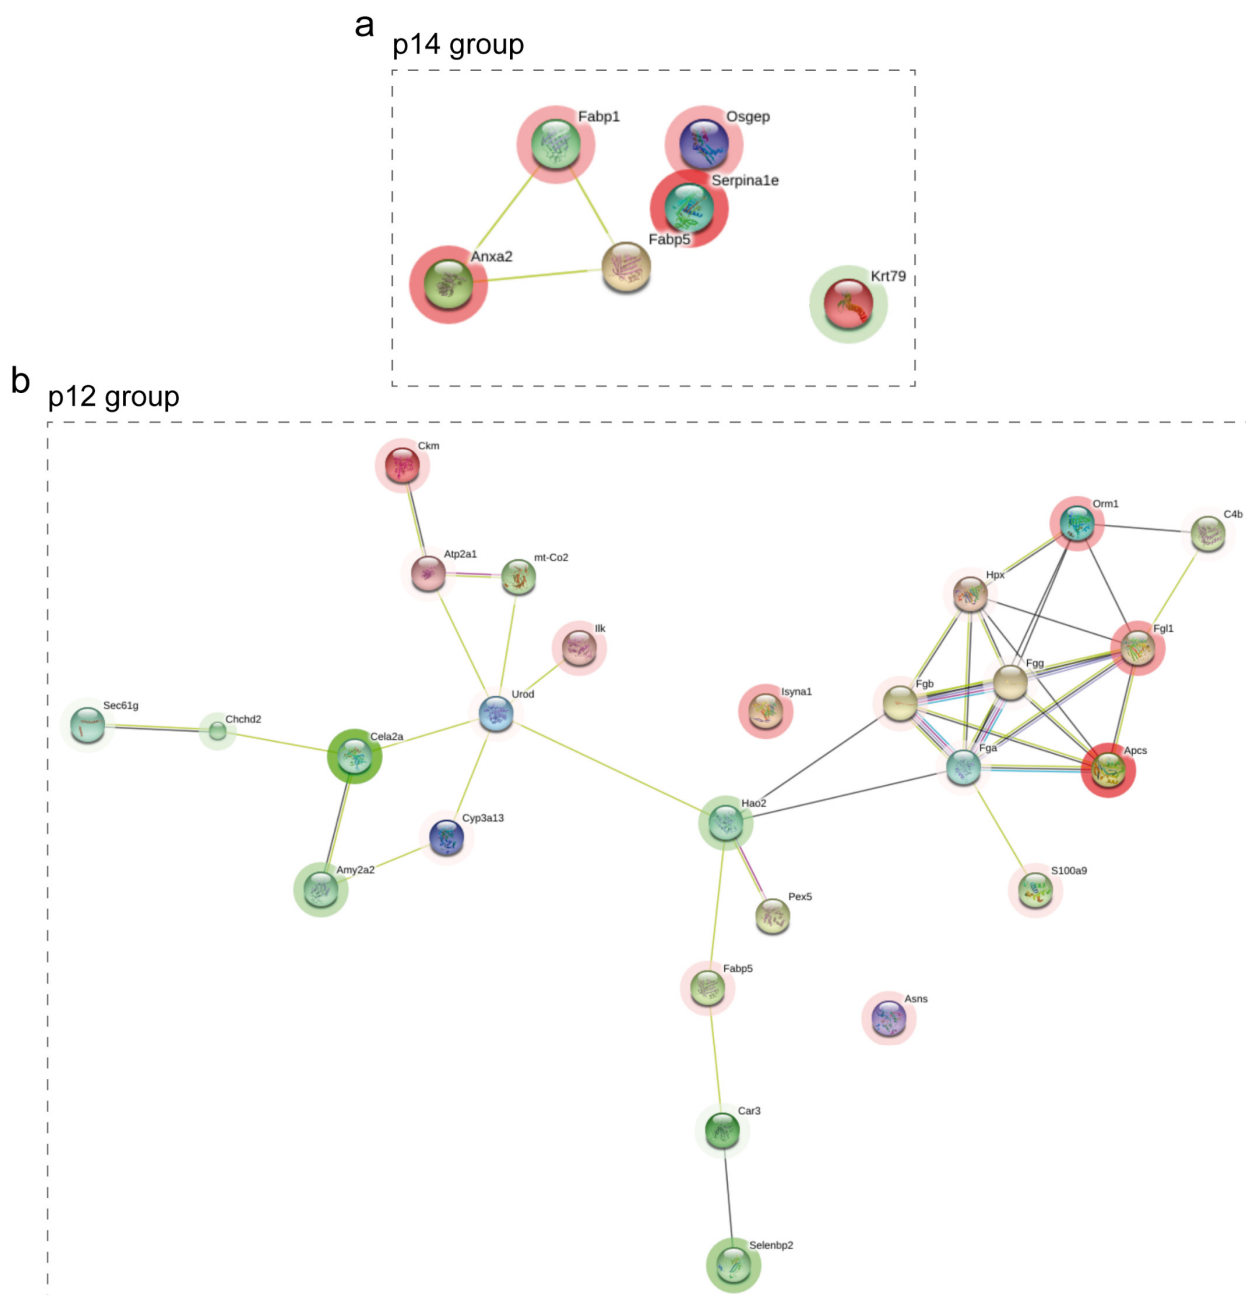 a
p14 group
Fabp1
Osgep
Serpina1e
Fabp5
Anxa2
Krt79
b
p12 group
Ckm
Orm1
C4b
Atp2a1
mt-Co2
Hpx
Ilk
Fgl1
Fgg
Urod
Isyna1
Fgb
Sec61g
Chchd2
Cela2a
Fga
Apcs
Hao2
Cyp3a13
Amy2a2
S100a9
Pex5
Fabp5
Asns
Car3
Selenbp2